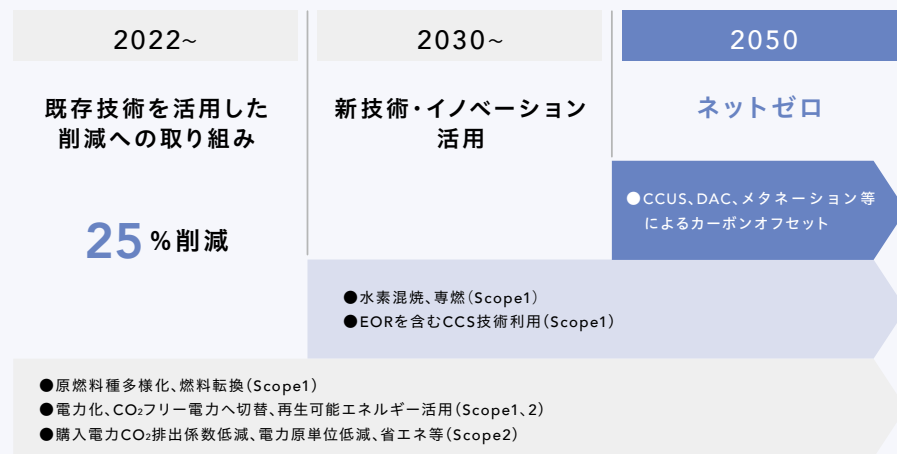 2022~
2030~
2050
既存技術を活用した
削減への取り組み
新技術・イノベーション
活用
ネットゼロ
25%削減
●CCUS、DAC、メタネーション等
によるカーボンオフセット
●水素混焼、専燃(Scope1)
●EORを含むCCS技術利用(Scope1)
●原燃料種多様化、燃料転換(Scope1)
●電力化、CO₂フリー電力へ切替、再生可能エネルギー活用(Scope1、2)
●購入電力CO₂排出係数低減、電力原単位低減、省エネ等(Scope2)